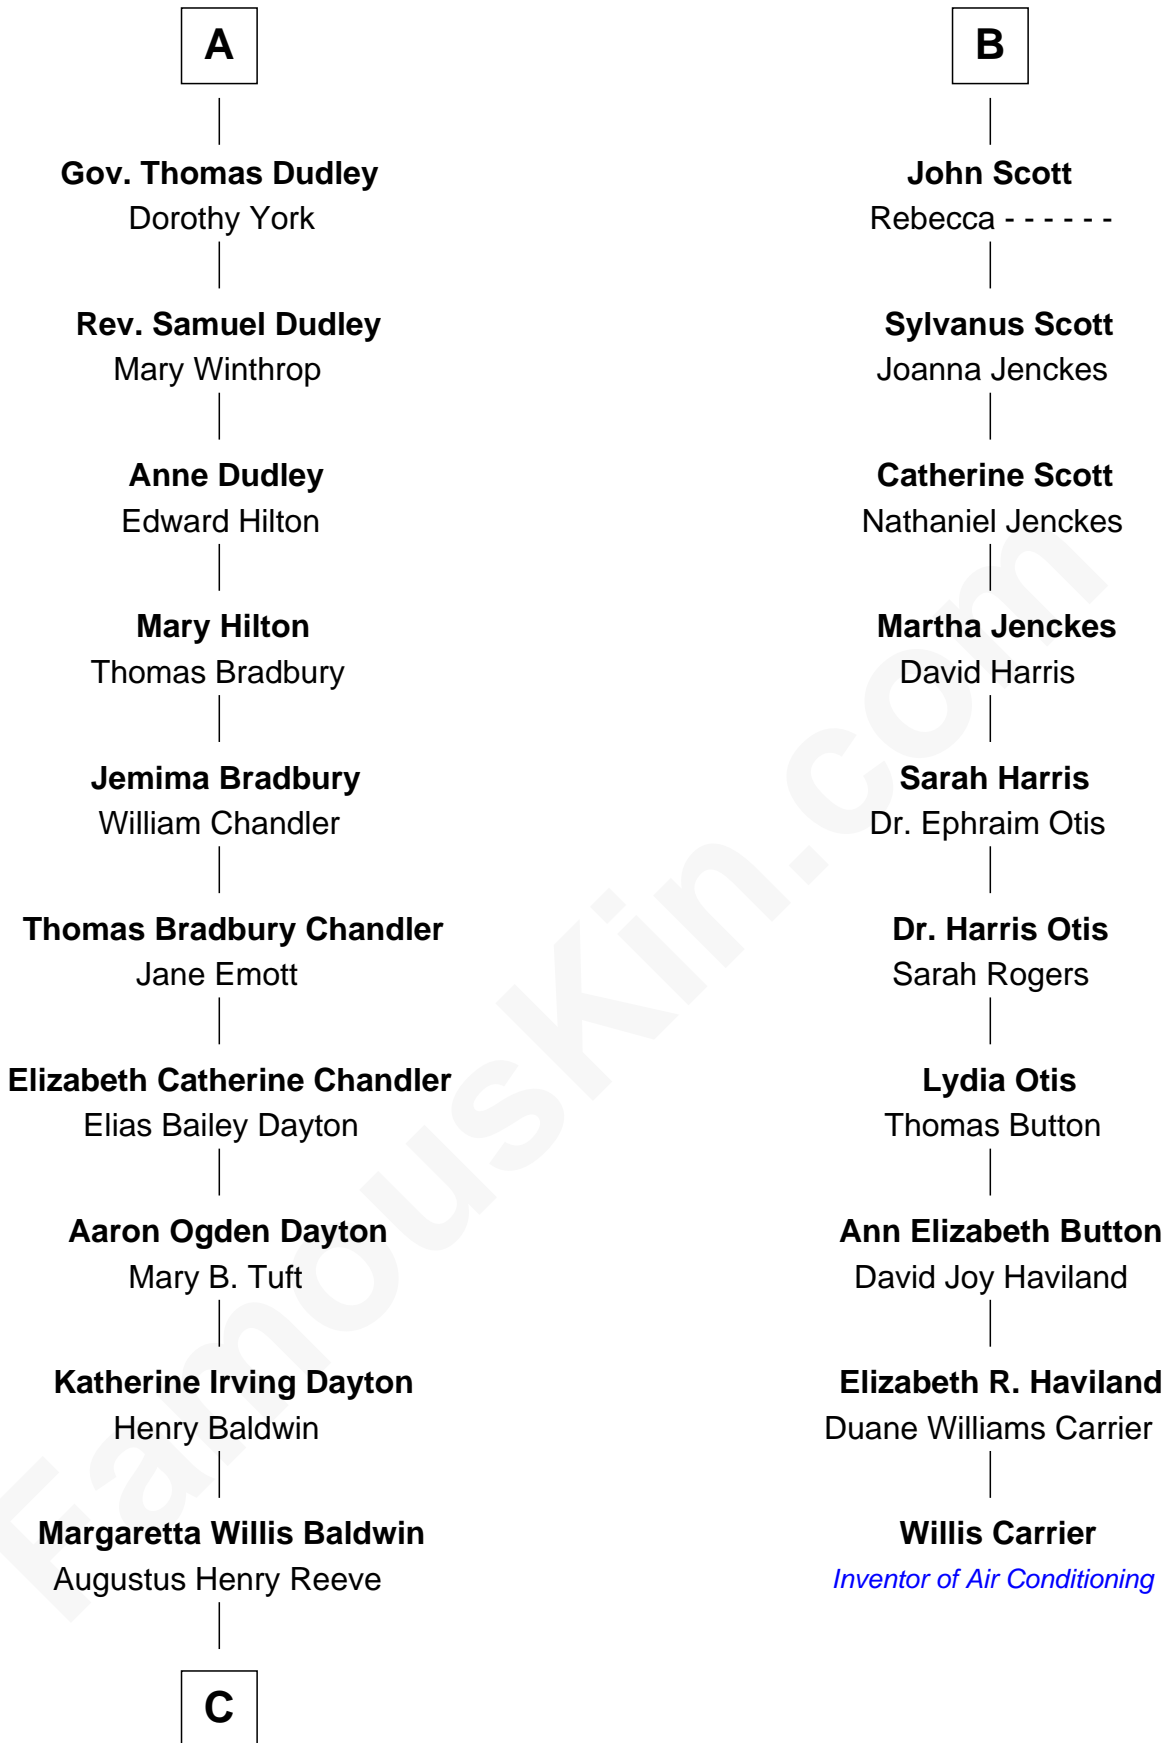 A
Gov. Thomas Dudley
Dorothy York
Rev. Samuel Dudley
Mary Winthrop
Anne Dudley
Edward Hilton
Mary Hilton
Thomas Bradbury
Jemima Bradbury
William Chandler
Thomas Bradbury Chandler
Jane Emott
Elizabeth Catherine Chandler
Elias Bailey Dayton
Aaron Ogden Dayton
Mary B. Tuft
Katherine Irving Dayton
Henry Baldwin
Margaretta Willis Baldwin
Augustus Henry Reeve
C
B
John Scott
Rebecca - - - - - -
Sylvanus Scott
Joanna Jenckes
Catherine Scott
Nathaniel Jenckes
Martha Jenckes
David Harris
Sarah Harris
Dr. Ephraim Otis
Dr. Harris Otis
Sarah Rogers
Lydia Otis
Thomas Button
Ann Elizabeth Button
David Joy Haviland
Elizabeth R. Haviland
Duane Williams Carrier
Willis Carrier
Inventor of Air Conditioning
FamousKin.com